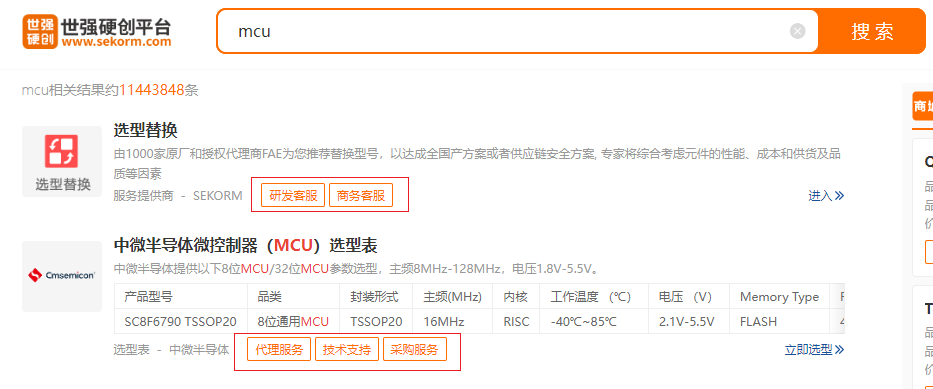 世强硬创 世强硬创平台
www.sekorm.com
mcu
搜索
mcu相关结果约11443848条
商城
选型替换
选型替换
由1000家原厂和授权代理商FAE为您推荐替换型号，以达成全国产方案或者供应链安全方案, 专家将综合考虑元件的性能、成本和供货及品
质等因素
服务提供商 - SEKORM 研发客服 商务客服 进入
Cmsemicon
中微半导体微控制器（MCU）选型表
中微半导体提供以下8位MCU/32位MCU参数选型，主频8MHz-128MHz，电压1.8V-5.5V。
产品型号 品类 封装形式 主频(MHz) 内核 工作温度 （℃） 电压 （V） Memory Type
SC8F6790 TSSOP20 8位通用MCU TSSOP20 16MHz RISC -40℃~85℃ 2.1V-5.5V FLASH
选型表 - 中微半导体 代理服务 技术支持 采购服务 立即选型